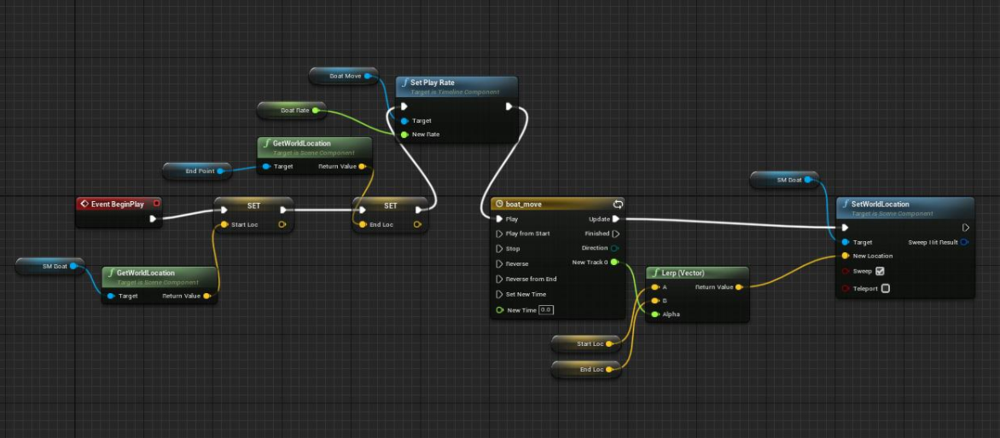 Boat Move
Set Play Rate
Target is Timeline Component
Boat Rate
Target
New Rate
GetWorldLocation
Target is Scene Component
End Point
Target
Return Value
Event BeginPlay
SET
Start Loc
SET
End Loc
SM Boat
GetWorldLocation
Target is Scene Component
Target
Return Value
boat_move
Play
Update
Play from Start
Finished
Stop
Direction
Reverse
New Track 0
Reverse from End
Set New Time
New Time
0.0
Lerp (Vector)
A
Return Value
B
Alpha
Start Loc
End Loc
SM Boat
SetWorldLocation
Target is Scene Component
Target
Sweep Hit Result
New Location
Sweep
Teleport